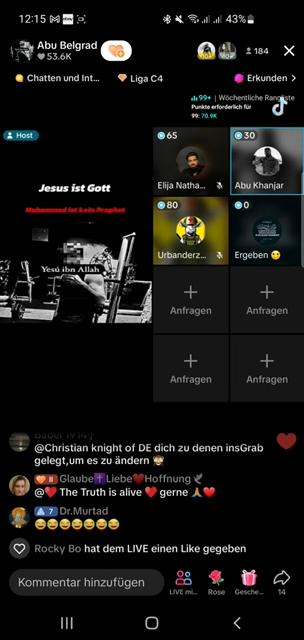 12:15
43%
Abu Belgrad
53.6K
184
Chatten und Int...
Liga C4
Erkunden >
99+ | Wöchentliche Rangliste
Punkte erforderlich für
99: 70.9K
Host
65
30
Jesus ist Gott
Muhammad ist kein Prophet
Elija Natha...
Abu Khanjar
80
0
Yesú ibn Allah
Urbanderz...
Ergeben
+
Anfragen
+
Anfragen
+
Anfragen
+
Anfragen
@Christian knight of DE dich zu denen insGrab
gelegt,um es zu ändern
II Glaube Liebe Hoffnung
@ The Truth is alive gerne
7 Dr.Murtad
Rocky Bo hat dem LIVE einen Like gegeben
Kommentar hinzufügen
LIVE mi...
Rose
Gesche...
14